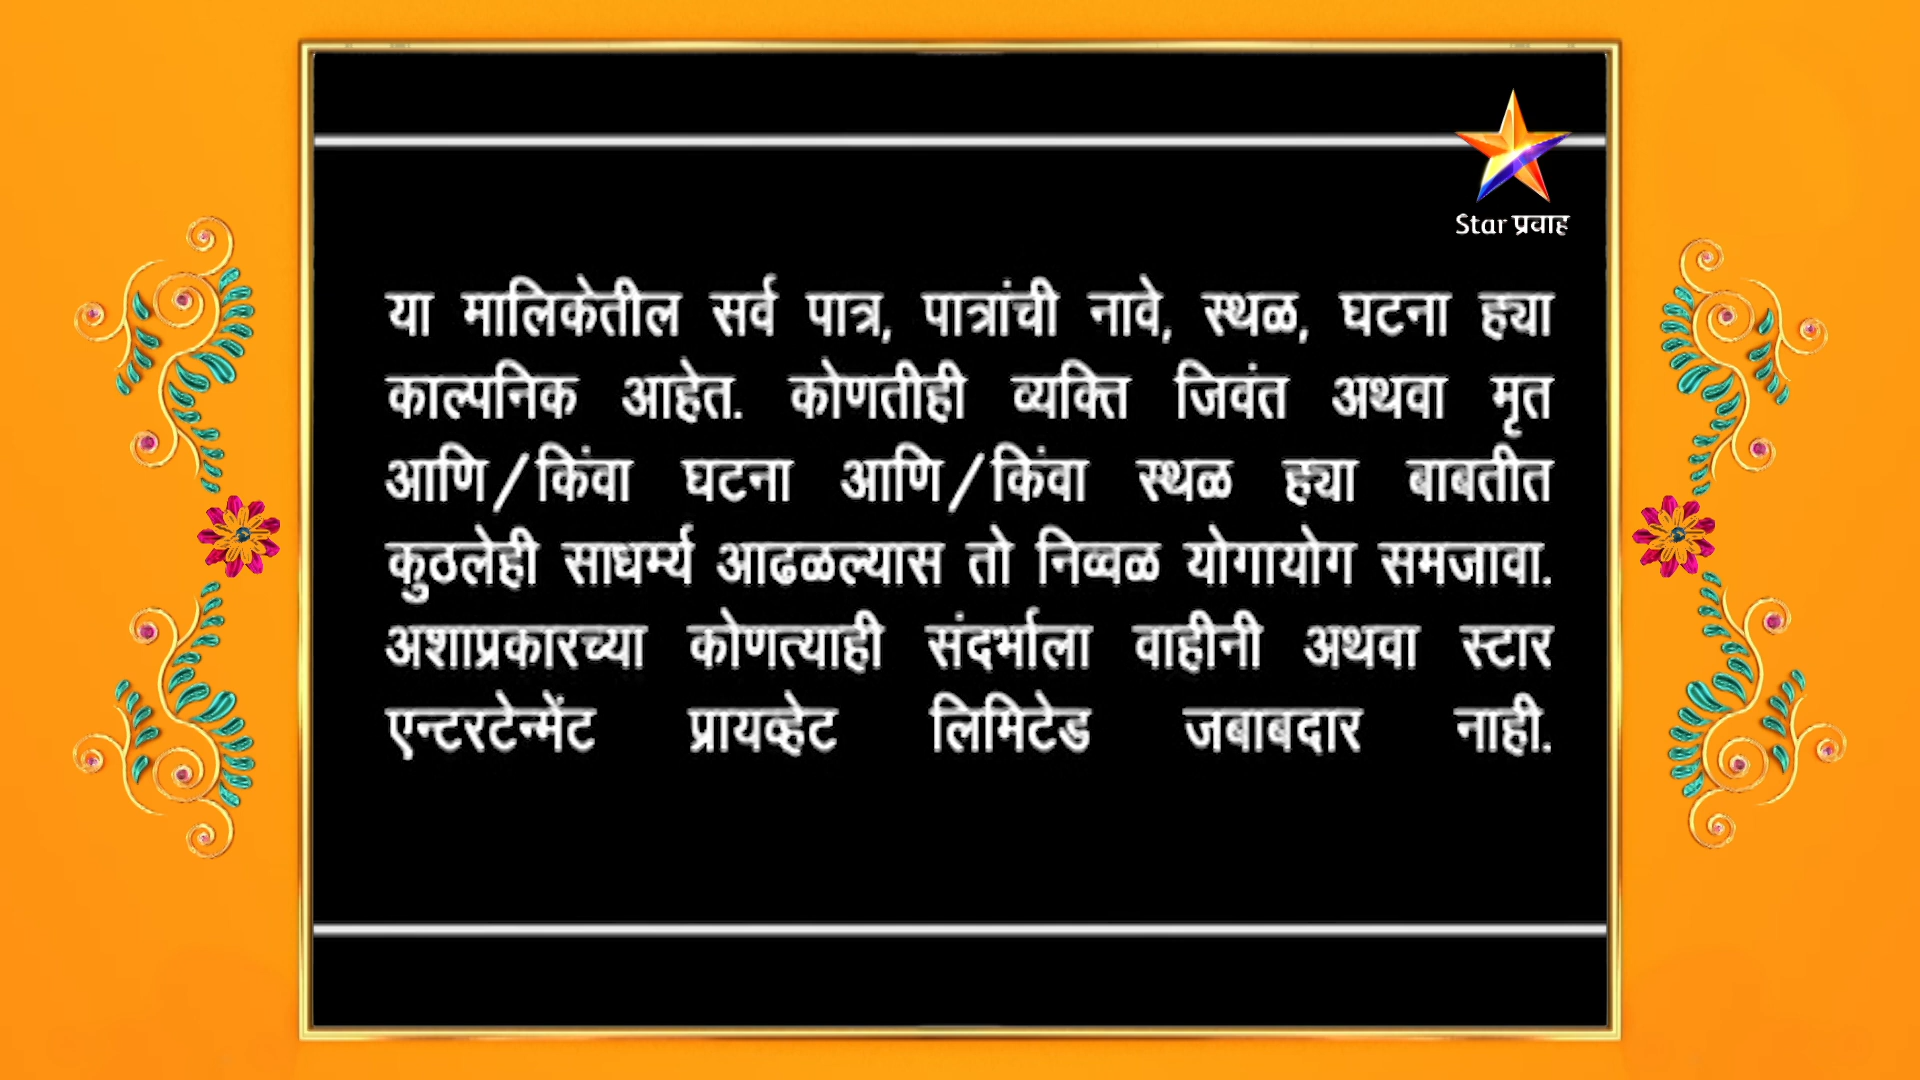 Star प्रवाह
या मालिकेतील सर्व पात्र, पात्रांची नावे, स्थळ, घटना ह्या
काल्पनिक आहेत. कोणतीही व्यक्ति जिवंत अथवा मृत
आणि/किंवा घटना आणि/किंवा स्थळ ह्या बाबतीत
कुठलेही साधर्म्य आढळल्यास तो निव्वळ योगायोग समजावा.
अशाप्रकारच्या कोणत्याही संदर्भाला वाहीनी अथवा स्टार
एन्टरटेन्मेंट प्रायव्हेट लिमिटेड जबाबदार नाही.